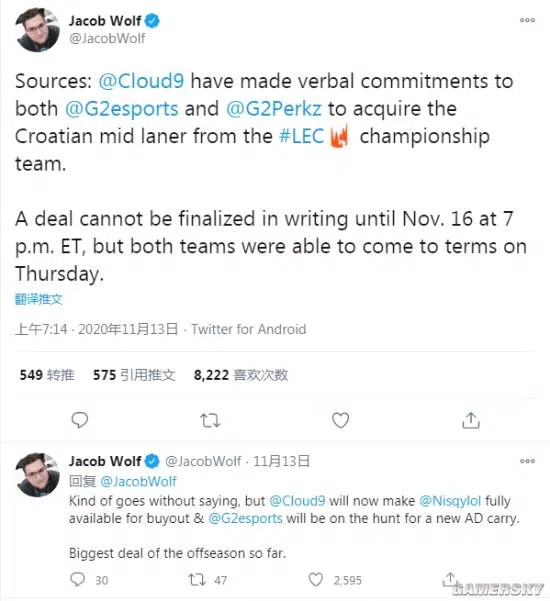 Jacob Wolf
@JacobWolf
Sources: @Cloud9 have made verbal commitments to
both @G2esports and @G2Perkz to acquire the
Croatian mid laner from the #LEC championship
team.
A deal cannot be finalized in writing until Nov. 16 at 7
p.m. ET, but both teams were able to come to terms on
Thursday.
翻译推文
上午7:14 · 2020年11月13日 · Twitter for Android
549 转推 575 引用推文 8,222 喜欢次数
Jacob Wolf @JacobWolf · 11月13日
回复 @JacobWolf
Kind of goes without saying, but @Cloud9 will now make @Nisqylol fully
available for buyout & @G2esports will be on the hunt for a new AD carry.
Biggest deal of the offseason so far.
30 47 2,595
GAMERSKY